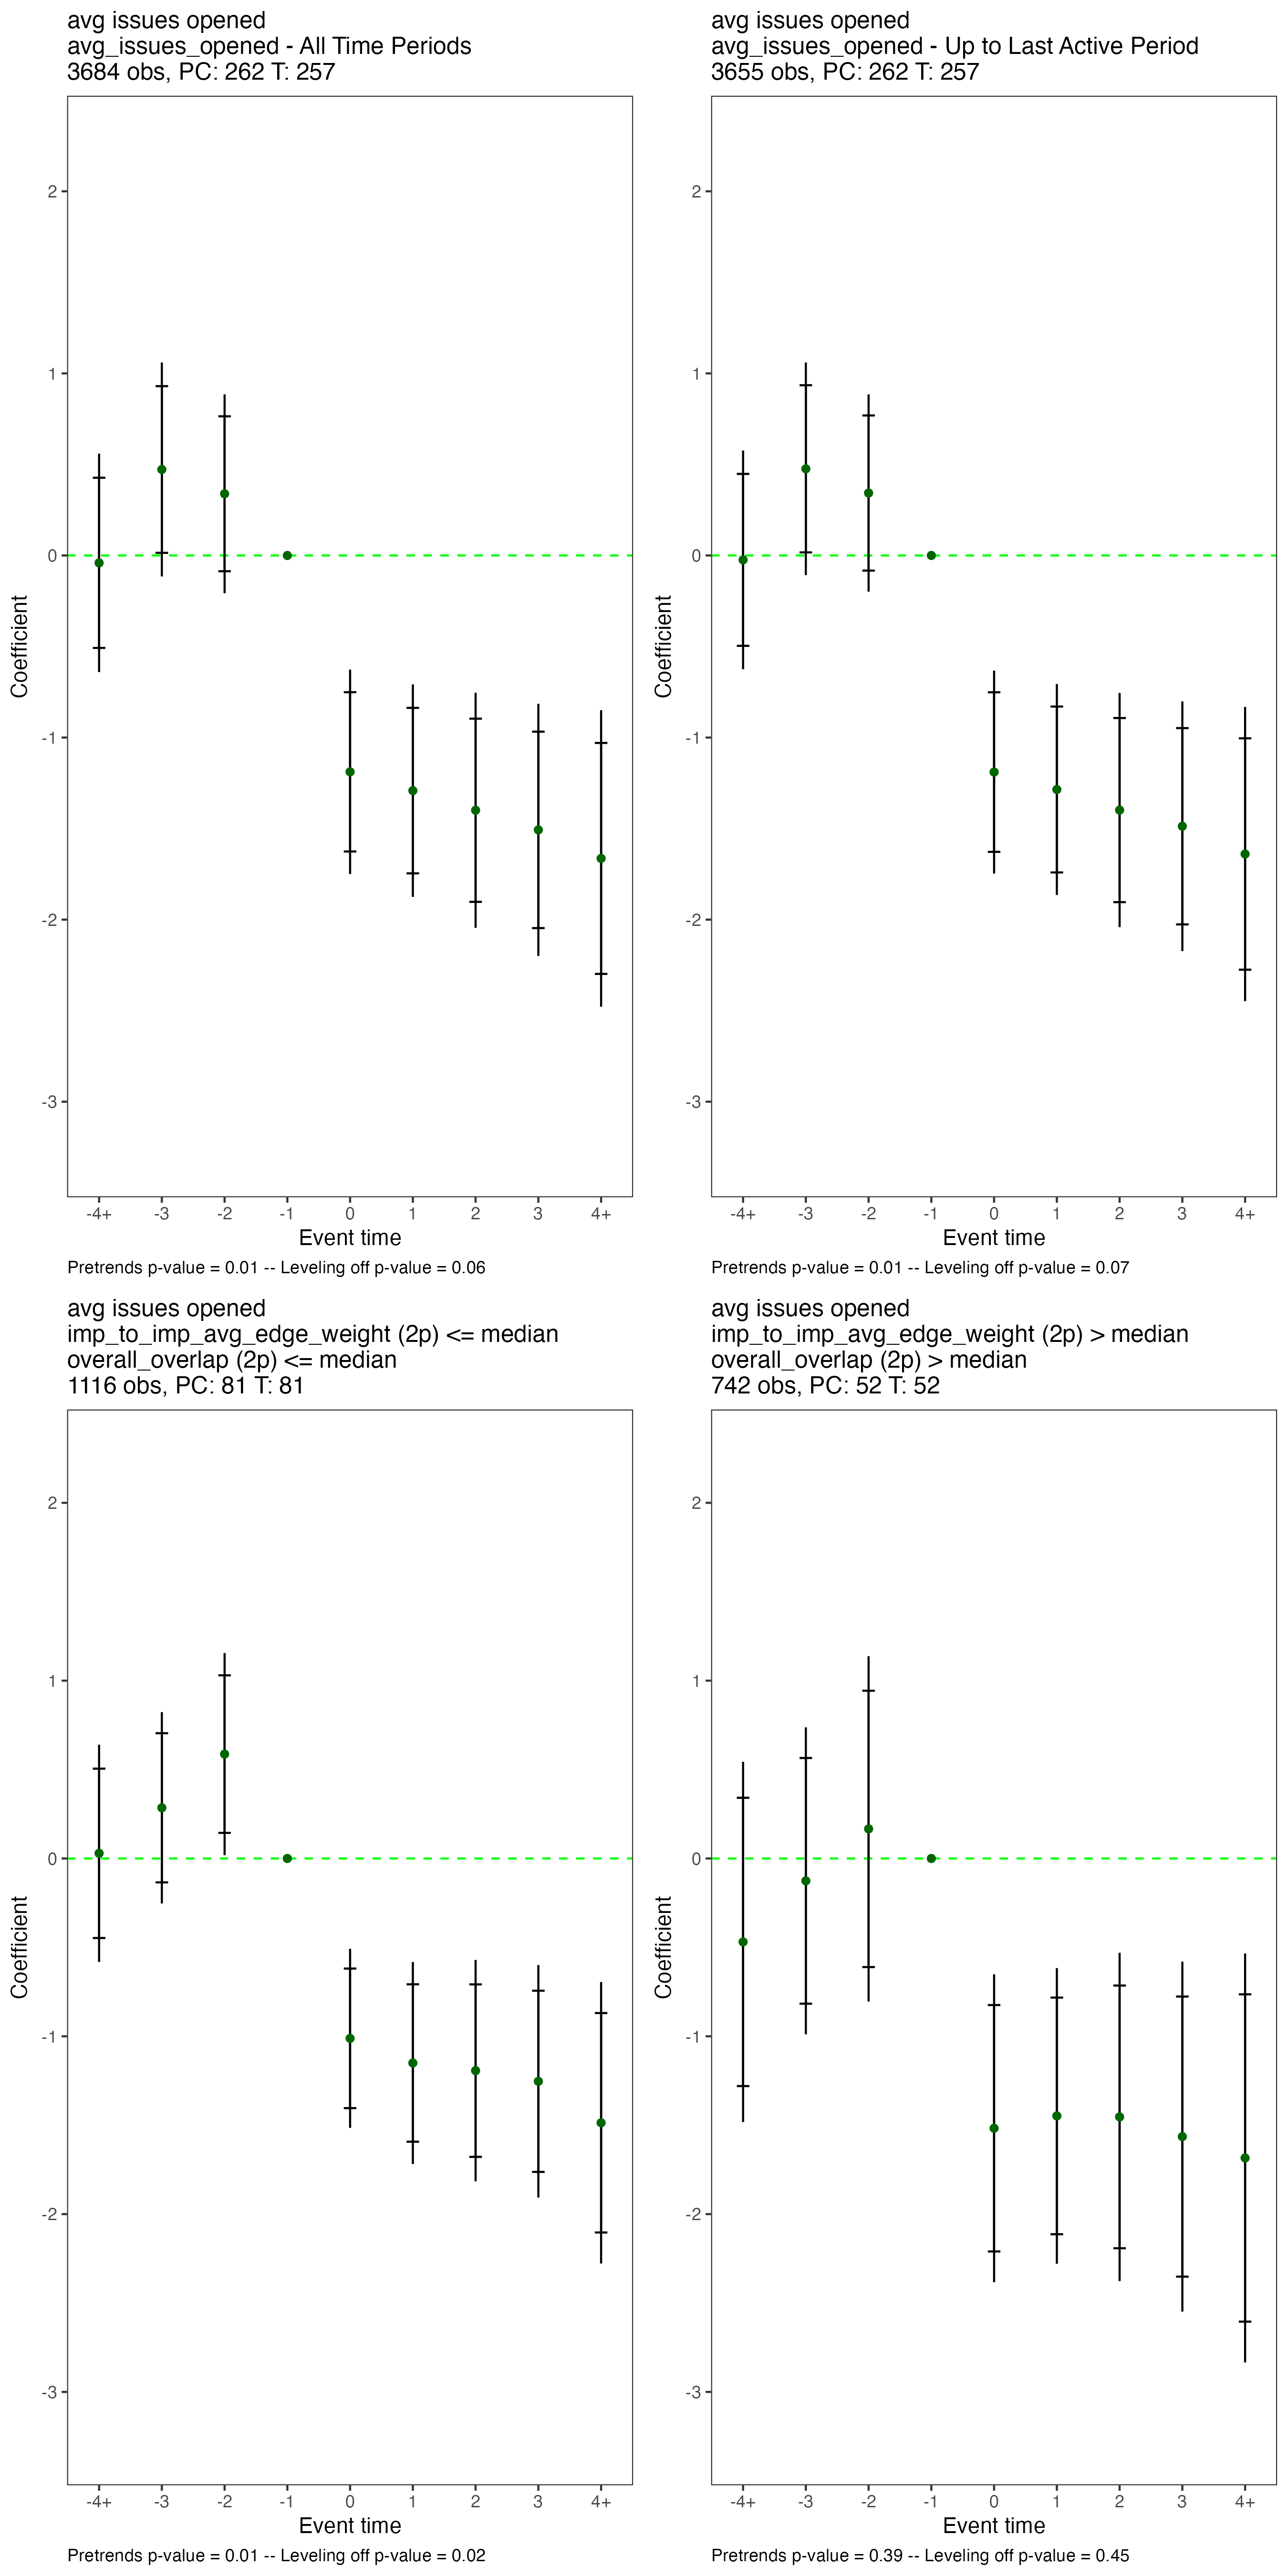 avg issues opened
avg_issues_opened - All Time Periods
3684 obs, PC: 262 T: 257
2
1
0
-1
-2
-3
Coefficient
-4+ -3 -2 -1 0 1 2 3 4+
Event time
Pretrends p-value = 0.01 -- Leveling off p-value = 0.06
avg issues opened
avg_issues_opened - Up to Last Active Period
3655 obs, PC: 262 T: 257
2
1
0
-1
-2
-3
Coefficient
-4+ -3 -2 -1 0 1 2 3 4+
Event time
Pretrends p-value = 0.01 -- Leveling off p-value = 0.07
avg issues opened
imp_to_imp_avg_edge_weight (2p) <= median
overall_overlap (2p) <= median
1116 obs, PC: 81 T: 81
2
1
0
-1
-2
-3
Coefficient
-4+ -3 -2 -1 0 1 2 3 4+
Event time
Pretrends p-value = 0.01 -- Leveling off p-value = 0.02
avg issues opened
imp_to_imp_avg_edge_weight (2p) > median
overall_overlap (2p) > median
742 obs, PC: 52 T: 52
2
1
0
-1
-2
-3
Coefficient
-4+ -3 -2 -1 0 1 2 3 4+
Event time
Pretrends p-value = 0.39 -- Leveling off p-value = 0.45